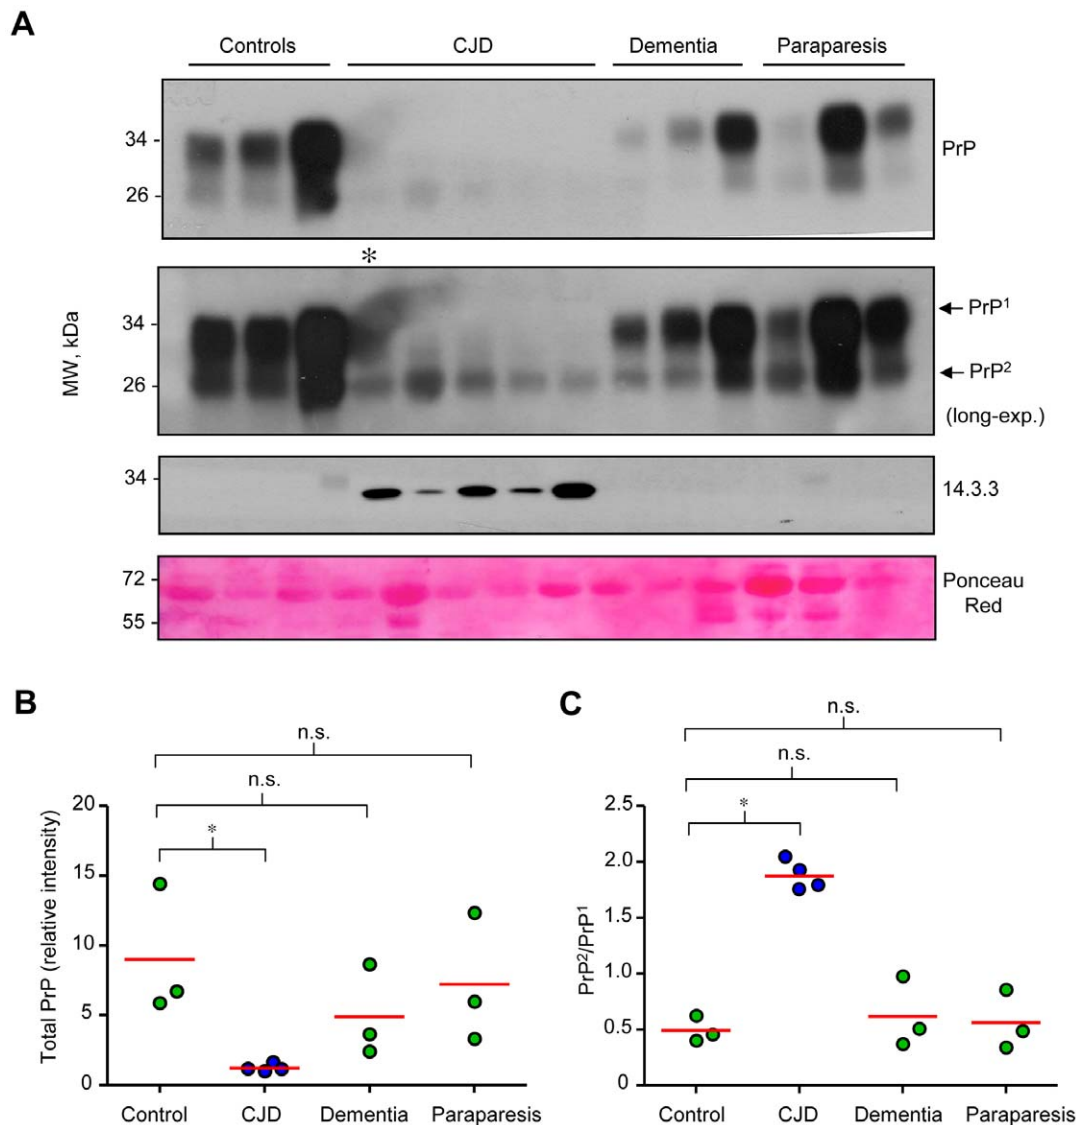 A
Controls CJD Dementia Paraparesis
34
PrP
26
*
MW, kDa
34
PrP¹
26
PrP²
(long-exp.)
34
14.3.3
72
Ponceau
Red
55
B
n.s.
n.s.
*
Total PrP (relative intensity)
20
15
10
5
0
Control CJD Dementia Paraparesis
C
n.s.
n.s.
*
PrP²/PrP¹
2.5
2.0
1.5
1.0
0.5
0
Control CJD Dementia Paraparesis